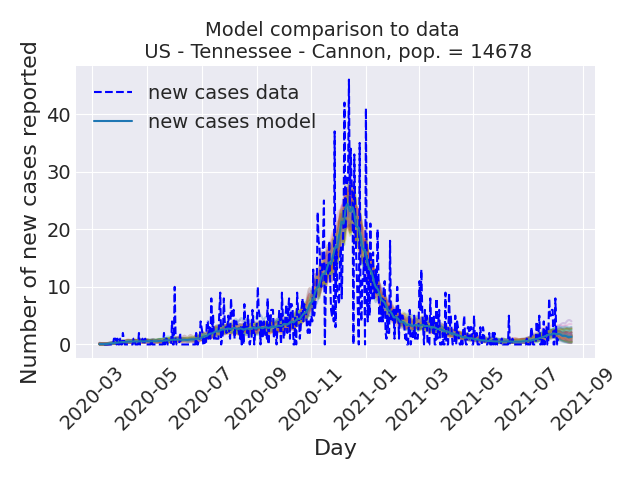 Model comparison to data
US - Tennessee - Cannon, pop. = 14678
Number of new cases reported
new cases data
new cases model
40
30
20
10
0
2020-03
2020-05
2020-07
2020-09
2020-11
2021-01
2021-03
2021-05
2021-07
2021-09
Day